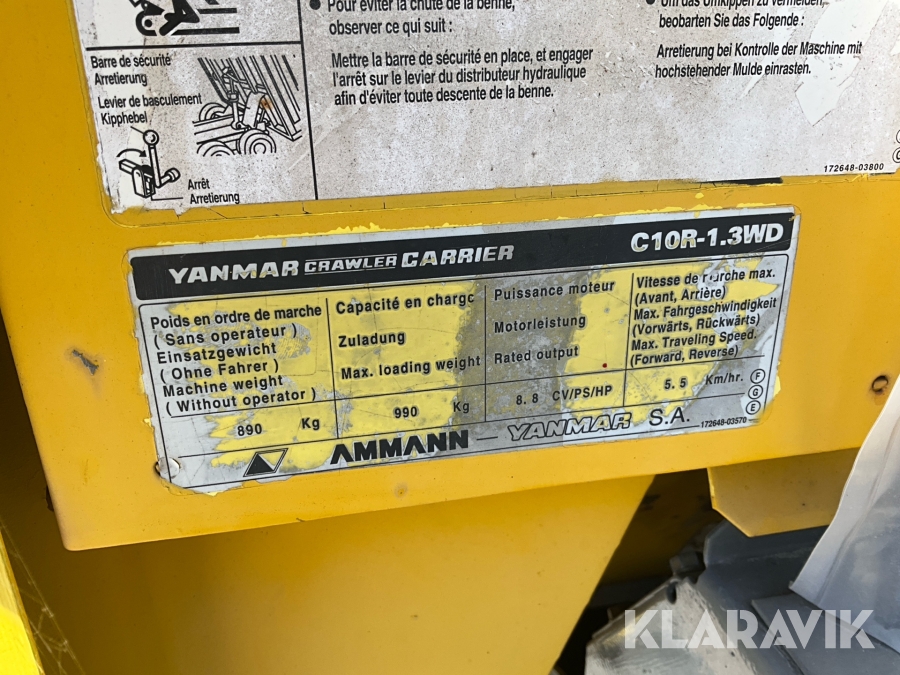 Pour éviter la chute de la benne,
observer ce qui suit :
Mettre la barre de sécurité en place, et engager
l'arrêt sur le levier du distributeur hydraulique
afin d'éviter toute descente de la benne.
Um das Umkippen zu vermeiden,
beobarten Sie das Folgende :
Arretierung bei Kontrolle der Maschine mit
hochstehender Mulde einrasten.
Barre de sécurité
Arretierung
Levier de basculement
Kipphebel
Arrêt
Arretierung
172648-03800
YANMAR CRAWLER CARRIER
C10R-1.3WD
Poids en ordre de marche
( Sans operateur )
Einsatzgewicht
( Ohne Fahrer )
Machine weight
( Without operator )
890 Kg
Capacité en charge
Zuladung
Max. loading weight
990 Kg
Puissance moteur
Motorleistung
Rated output
8.8 CV/PS/HP
Vitesse de marche max.
(Avant, Arrière)
Max. Fahrgeschwindigkeit
(Vorwärts, Rückwärts)
Max. Traveling Speed.
(Forward, Reverse)
5.5 Km/hr.
F
G
E
AMMANN - YANMAR S.A.
172648-03570
KLARAVIK